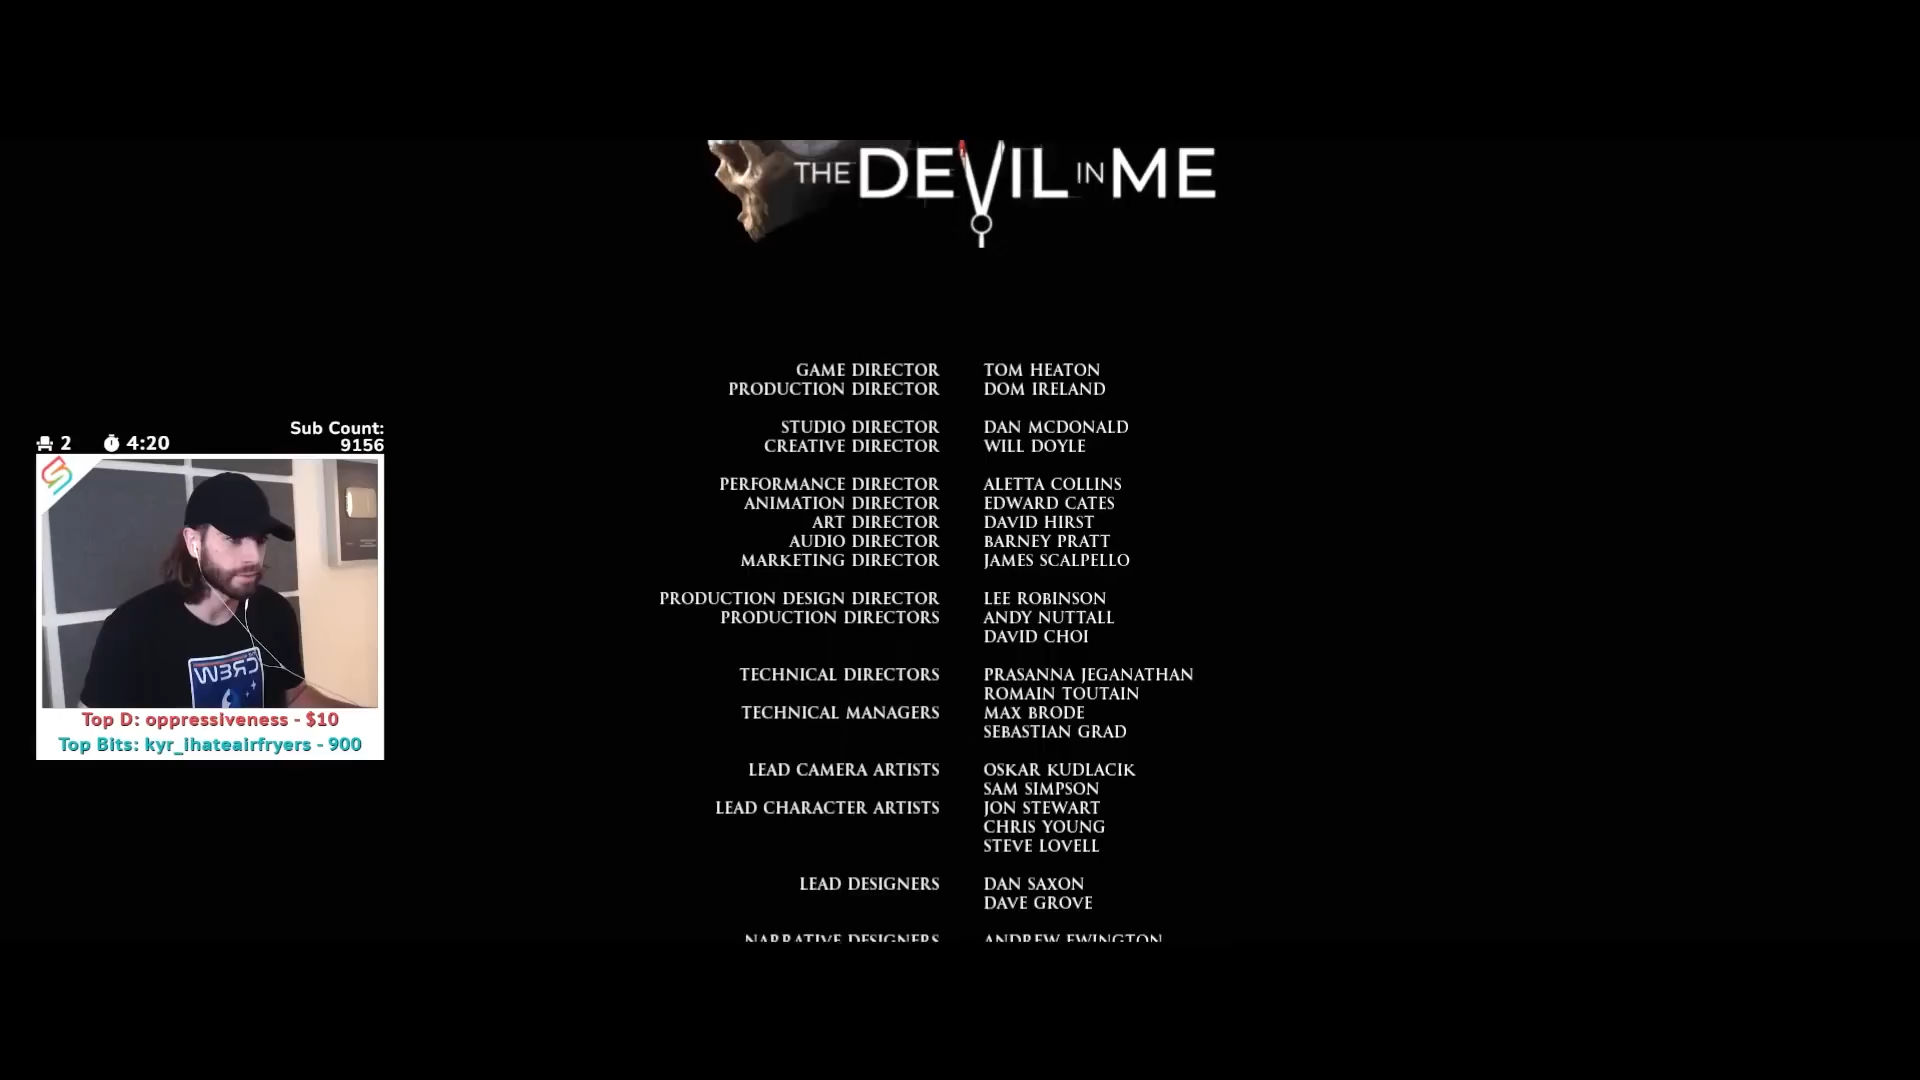 THE DEVIL IN ME
GAME DIRECTOR TOM HEATON
PRODUCTION DIRECTOR DOM IRELAND
STUDIO DIRECTOR DAN MCDONALD
CREATIVE DIRECTOR WILL DOYLE
PERFORMANCE DIRECTOR ALETTA COLLINS
ANIMATION DIRECTOR EDWARD CATES
ART DIRECTOR DAVID HIRST
AUDIO DIRECTOR BARNEY PRATT
MARKETING DIRECTOR JAMES SCALPELLO
PRODUCTION DESIGN DIRECTOR LEE ROBINSON
PRODUCTION DIRECTORS ANDY NUTTALL
DAVID CHOI
TECHNICAL DIRECTORS PRASANNA JEGANATHAN
ROMAIN TOUTAIN
TECHNICAL MANAGERS MAX BRODE
SEBASTIAN GRAD
LEAD CAMERA ARTISTS OSKAR KUDLACIK
SAM SIMPSON
LEAD CHARACTER ARTISTS JON STEWART
CHRIS YOUNG
STEVE LOVELL
LEAD DESIGNERS DAN SAXON
DAVE GROVE
NARRATIVE DESIGNERS ANDREW EWINGTON
Sub Count:
2 4:20 9156
CREW
Top D: oppressiveness - $10
Top Bits: kyr_ihateairfryers - 900